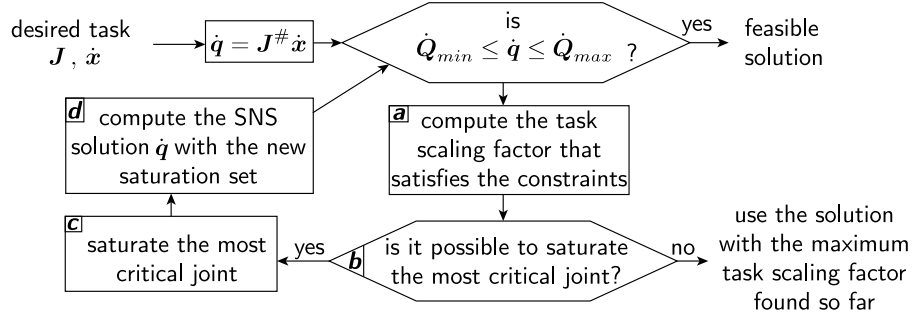 desired task
J , ẋ
q̇ = J^# ẋ
is
Q̇_min ≤ q̇ ≤ Q̇_max ?
yes
feasible
solution
a
compute the task
scaling factor that
satisfies the constraints
b
is it possible to saturate
the most critical joint?
no
use the solution
with the maximum
task scaling factor
found so far
yes
c
saturate the most
critical joint
d
compute the SNS
solution q̇ with the new
saturation set